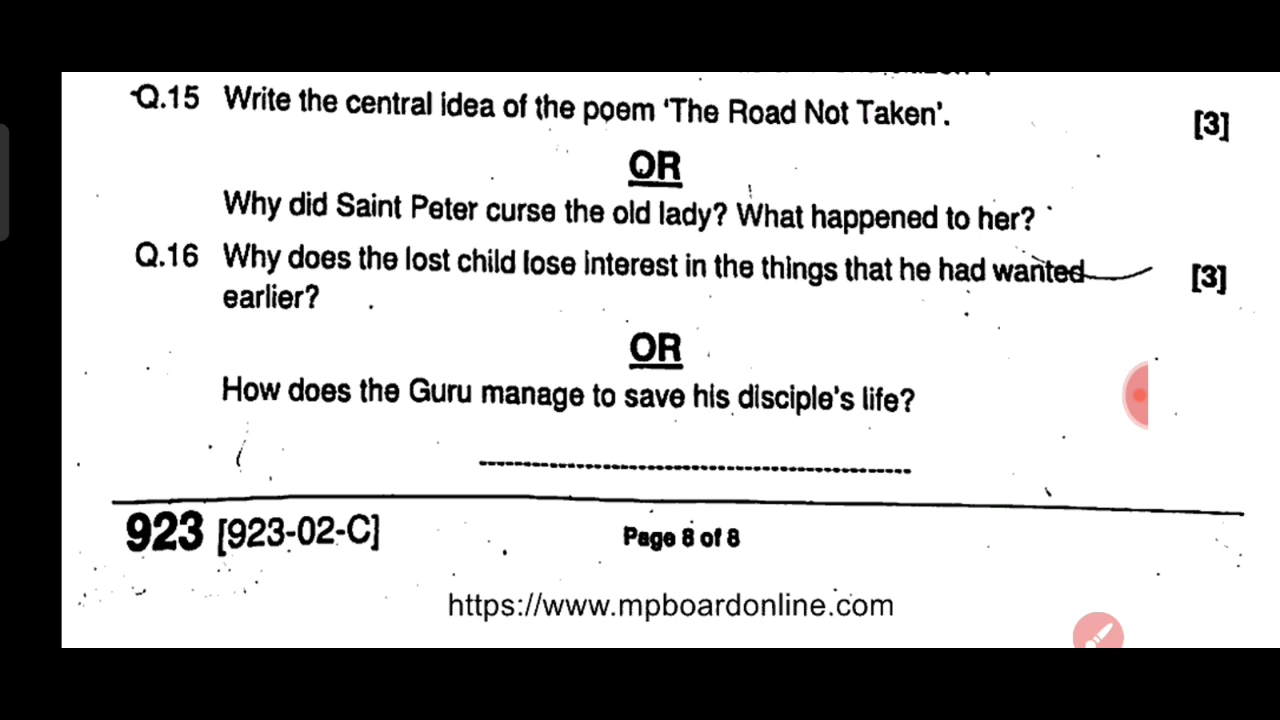 Q.15 Write the central idea of the poem ‘The Road Not Taken’. [3]
OR
Why did Saint Peter curse the old lady? What happened to her?
Q.16 Why does the lost child lose interest in the things that he had wanted [3]
earlier?
OR
How does the Guru manage to save his disciple's life?
923 [923-02-C] Page 8 of 8
https://www.mpboardonline.com